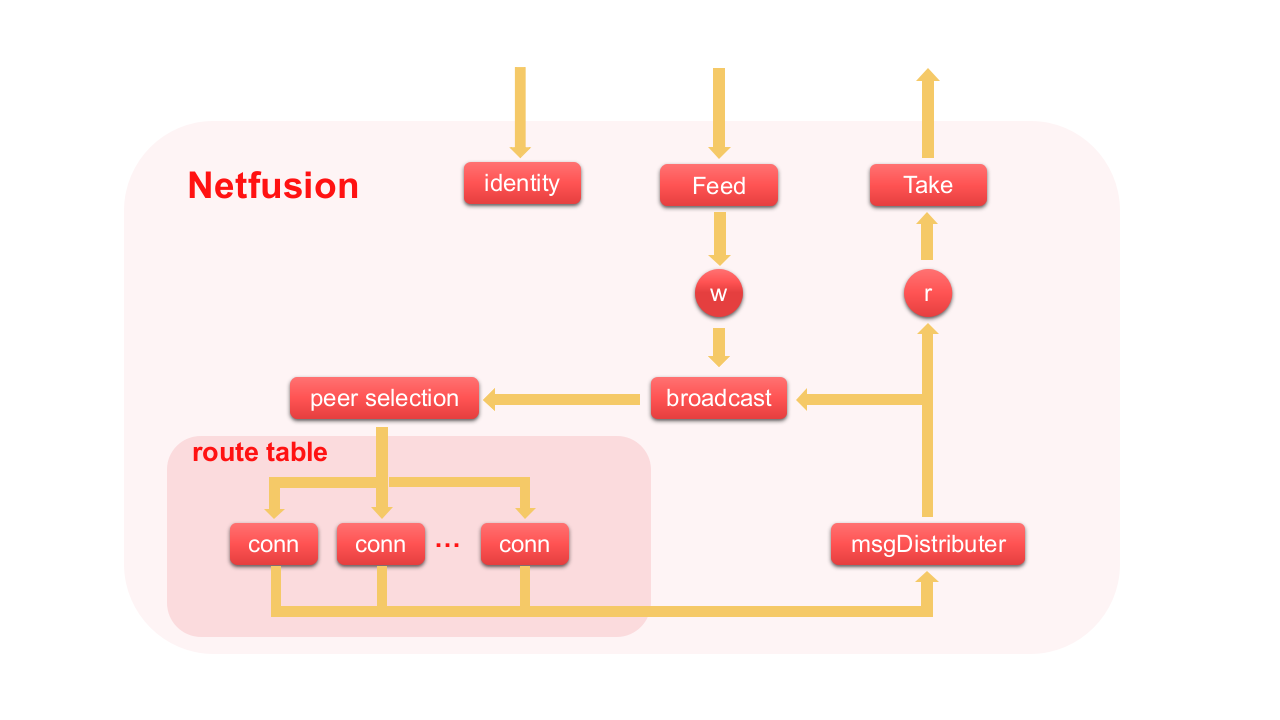 Netfusion
identity
Feed
Take
w
r
peer selection
broadcast
route table
conn
conn
...
conn
msgDistributer